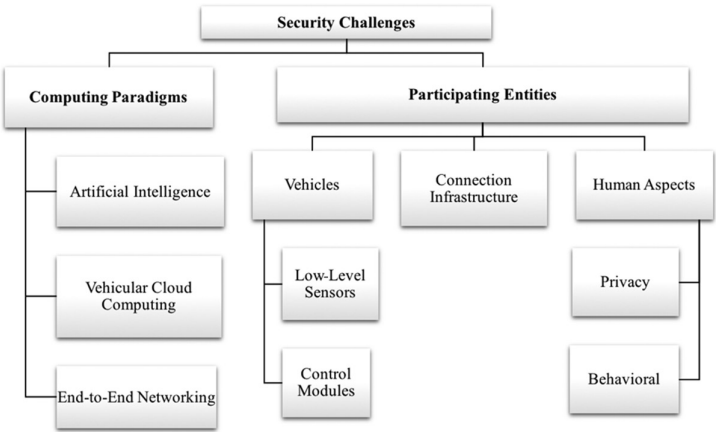 Security Challenges
Computing Paradigms
Participating Entities
Artificial Intelligence
Vehicular Cloud
Computing
End-to-End Networking
Vehicles
Low-Level
Sensors
Control
Modules
Connection
Infrastructure
Human Aspects
Privacy
Behavioral